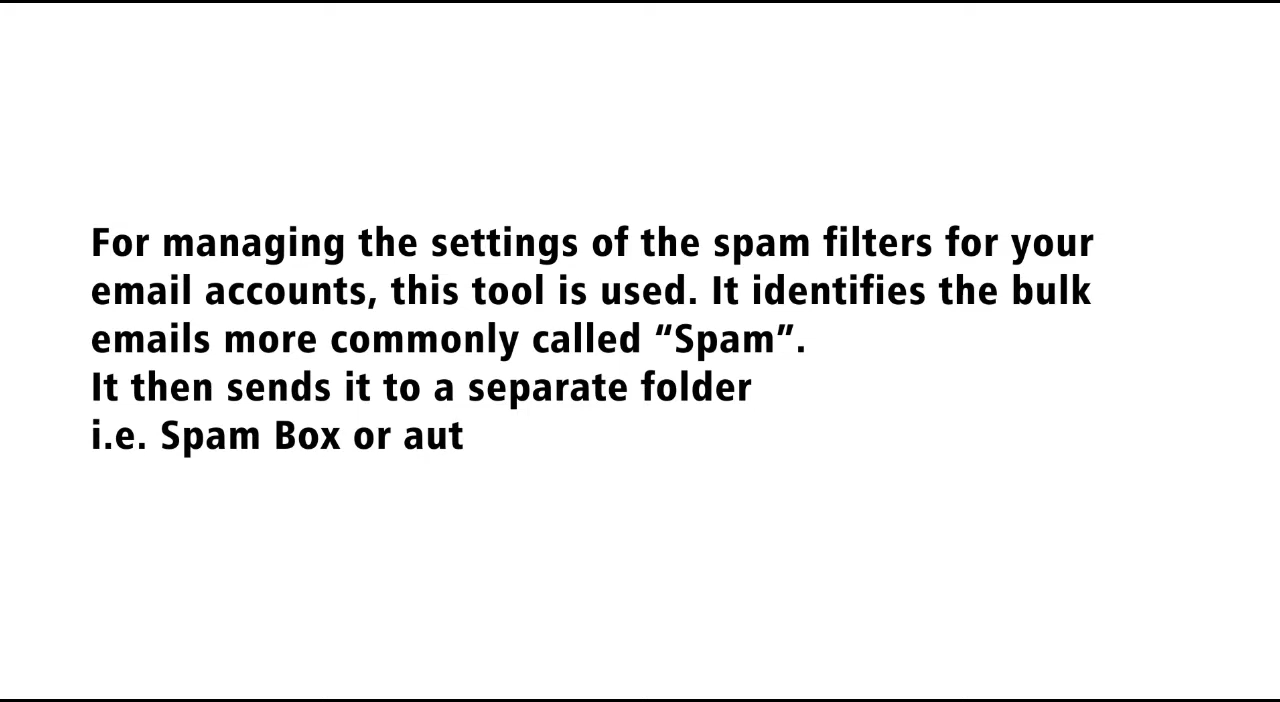 For managing the settings of the spam filters for your
email accounts, this tool is used. It identifies the bulk
emails more commonly called “Spam”.
It then sends it to a separate folder
i.e. Spam Box or aut